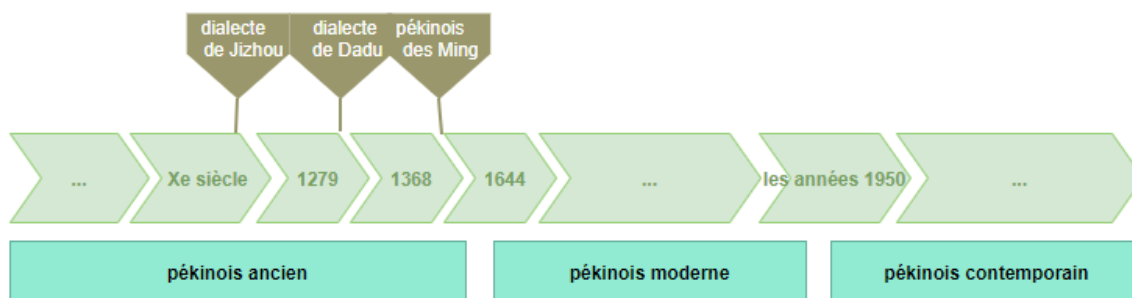 dialecte
de Jizhou
dialecte
de Dadu
pékinois
des Ming
...
Xe siècle
1279
1368
1644
...
les années 1950
...
pékinois ancien
pékinois moderne
pékinois contemporain